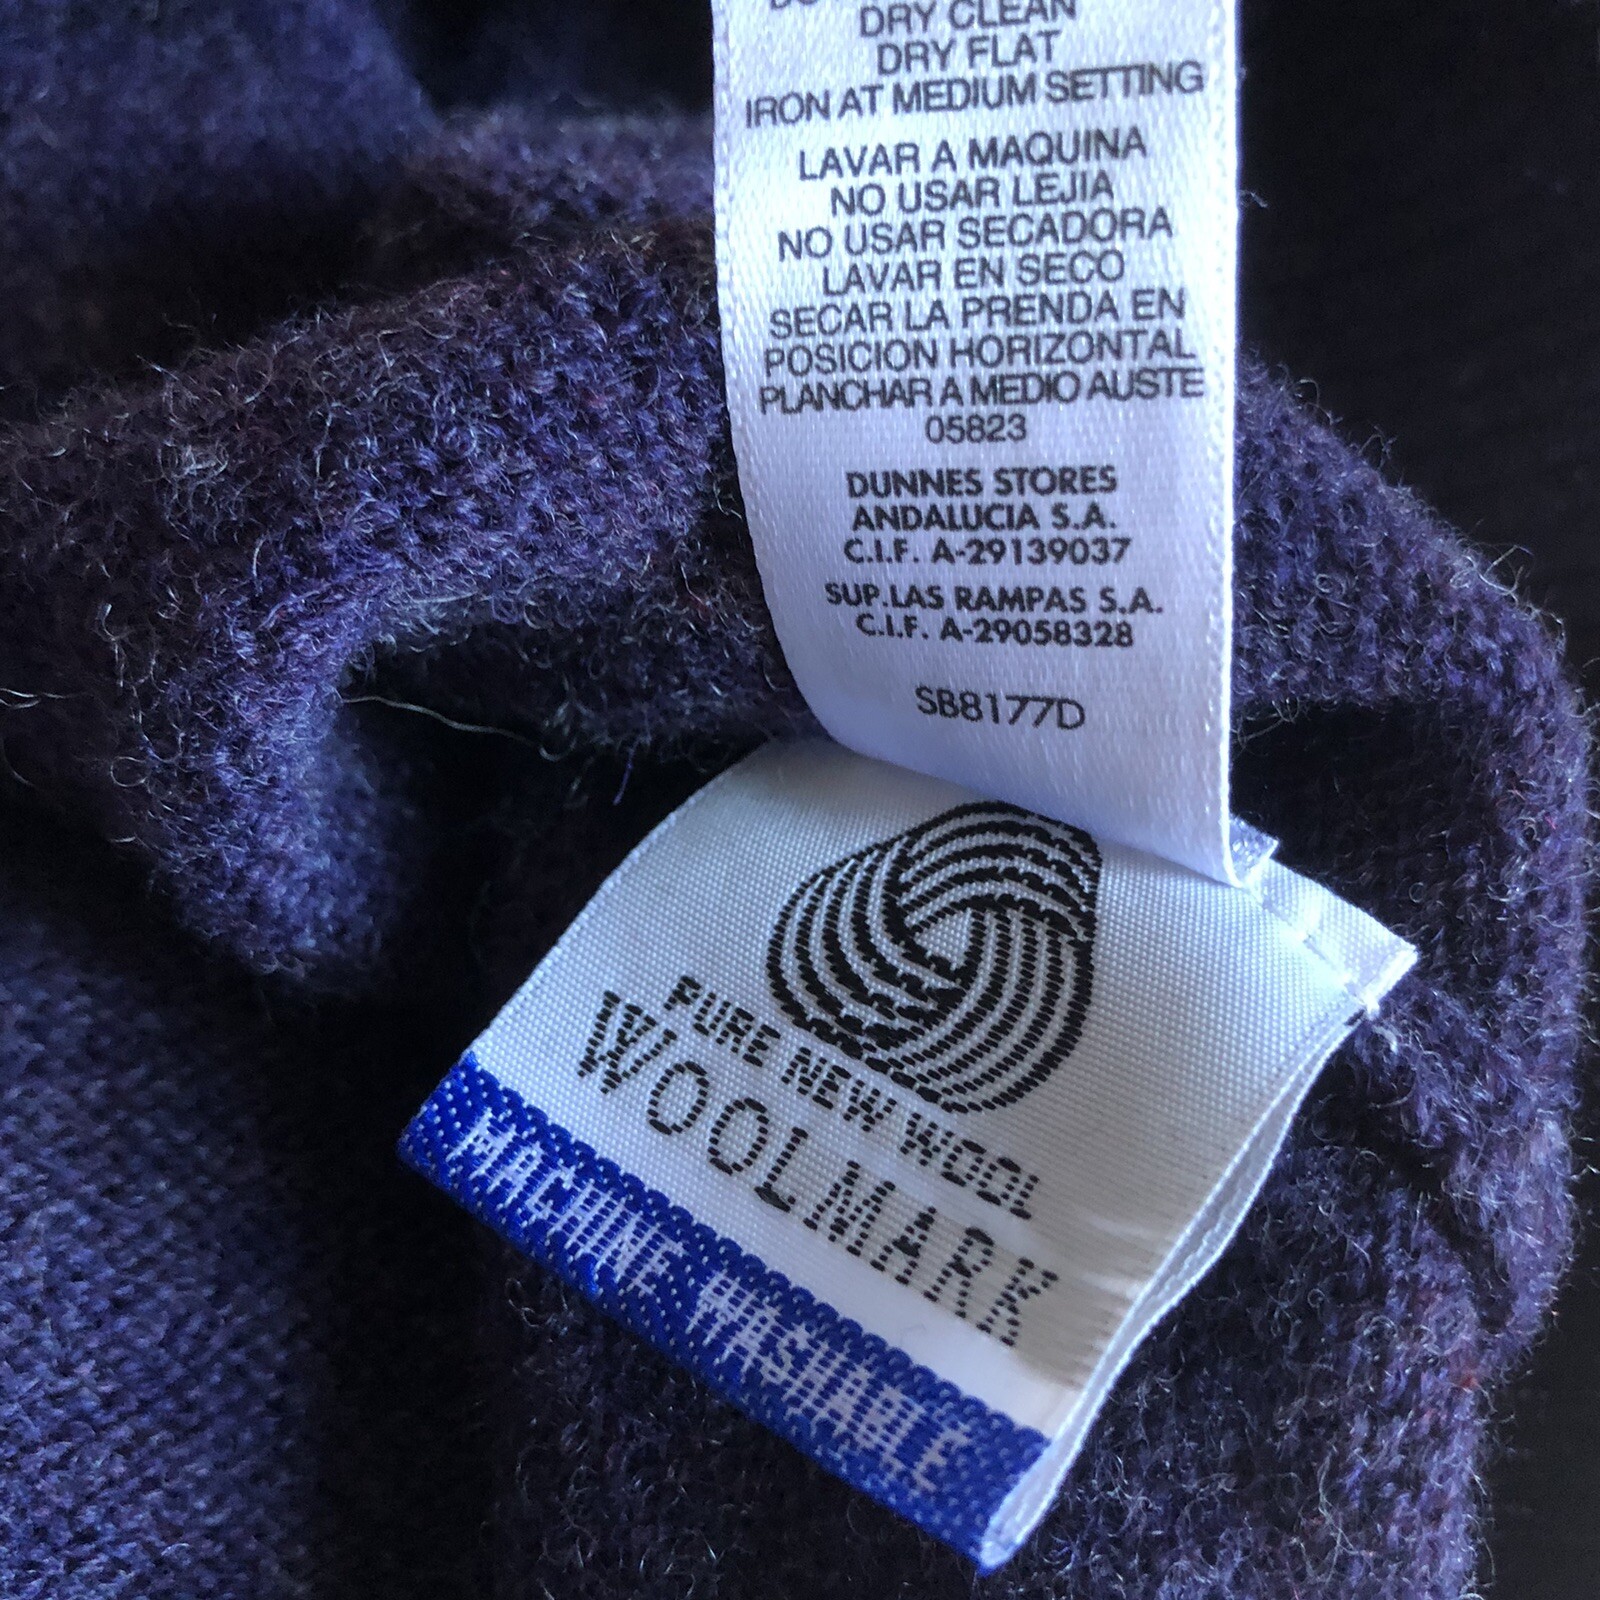 DRY CLEAN
DRY FLAT
IRON AT MEDIUM SETTING
LAVAR A MAQUINA
NO USAR LEJIA
NO USAR SECADORA
LAVAR EN SECO
SECAR LA PRENDA EN
POSICION HORIZONTAL
PLANCHAR A MEDIO AUSTE
05823
DUNNES STORES
ANDALUCIA S.A.
C.I.F. A-29139037
SUP.LAS RAMPAS S.A.
C.I.F. A-29058328
SB8177D
PURE NEW WOOL
WOOLMARK
MACHINE WASHABLE